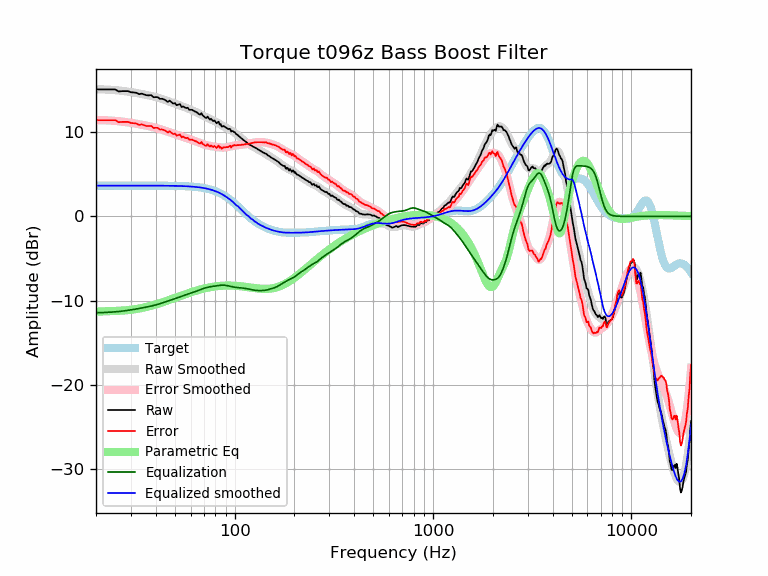 Torque t096z Bass Boost Filter
Amplitude (dBr)
10
0
−10
−20
−30
Target
Raw Smoothed
Error Smoothed
Raw
Error
Parametric Eq
Equalization
Equalized smoothed
100
1000
10000
Frequency (Hz)